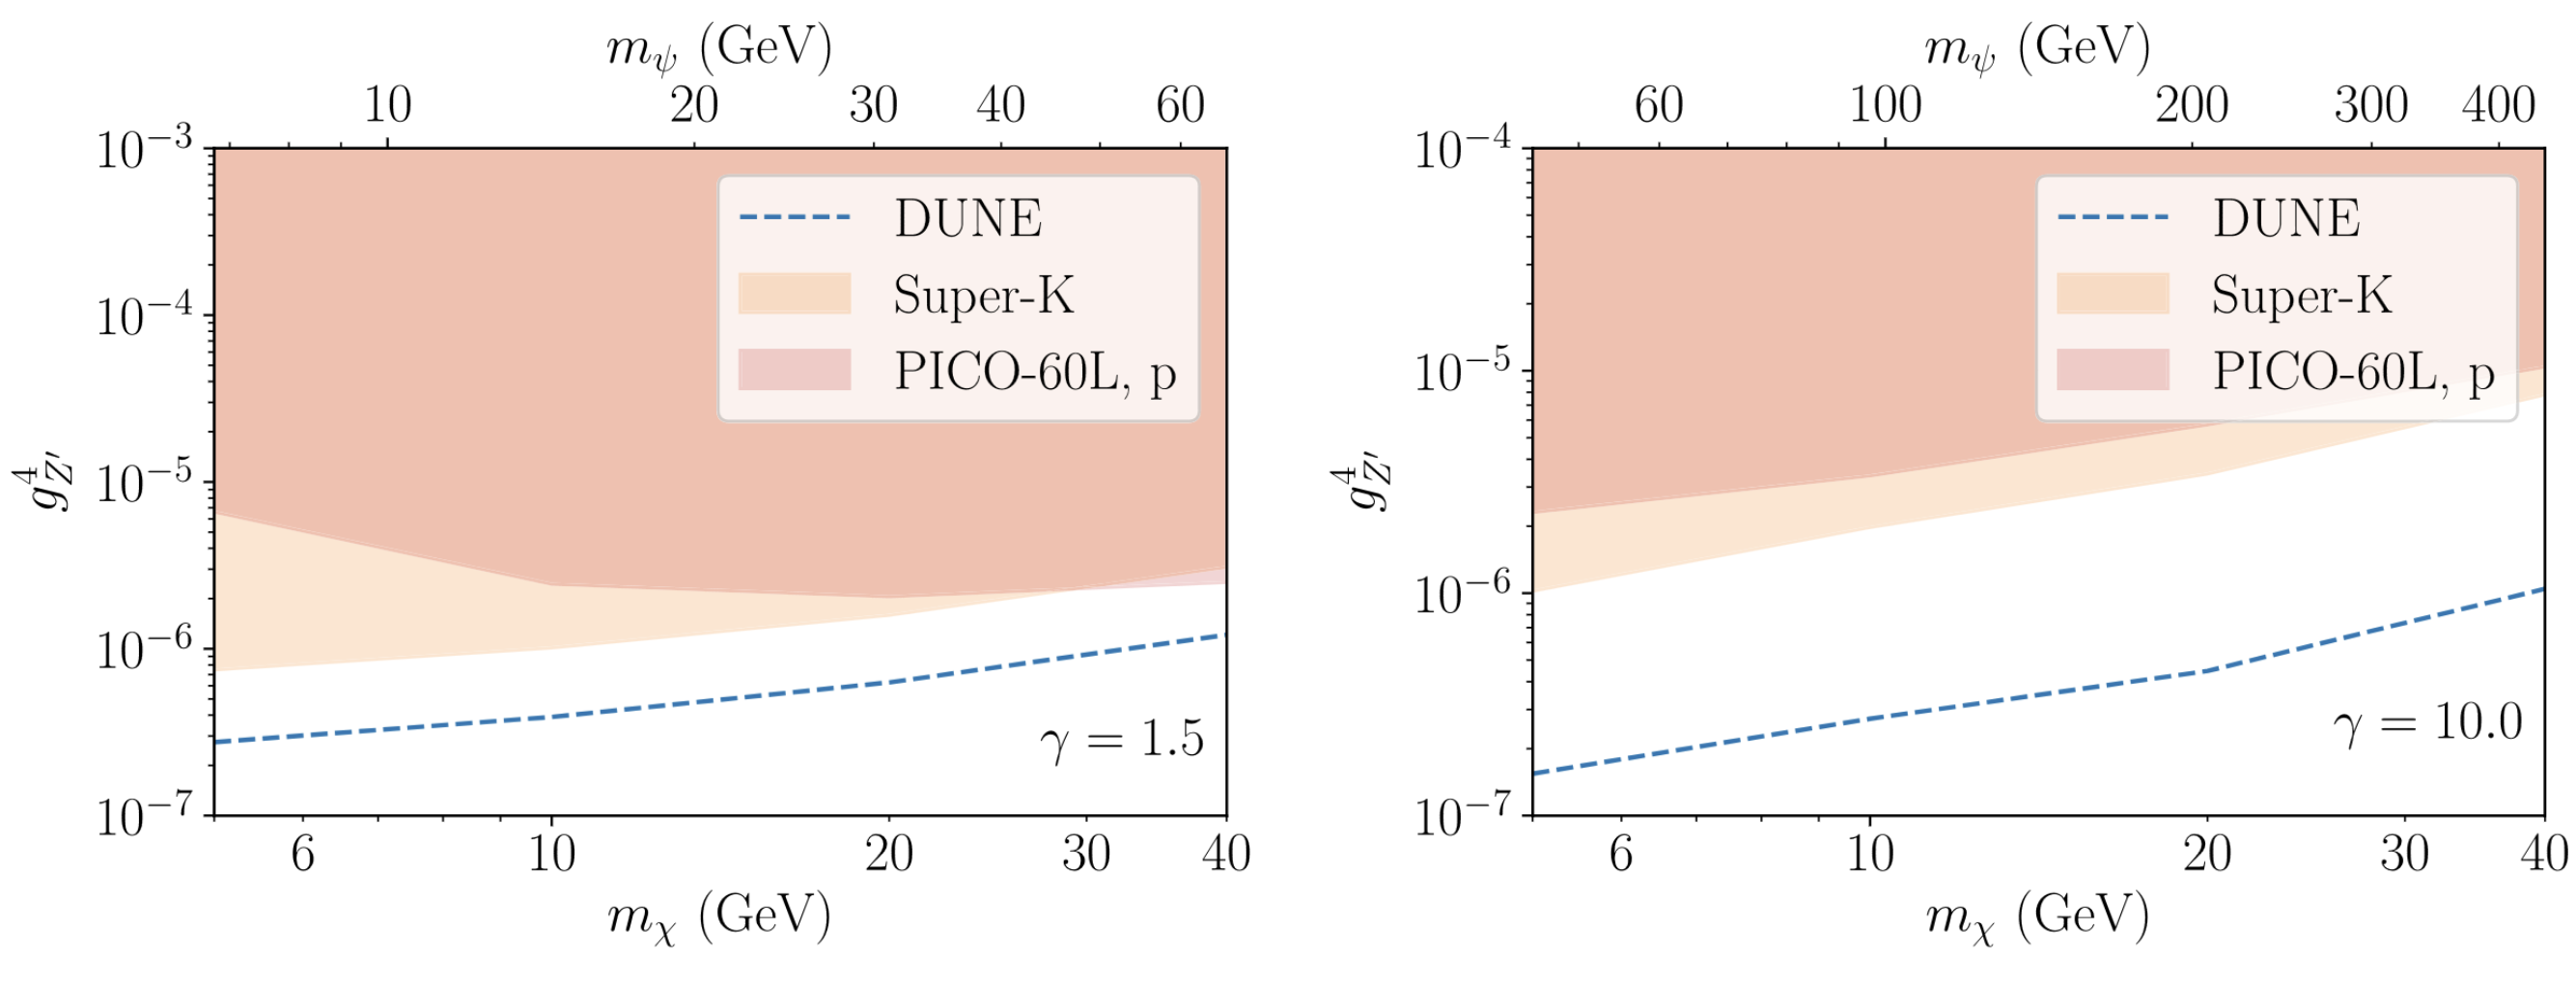 m_ψ (GeV)
10 20 30 40 60
10⁻³
10⁻⁴
10⁻⁵
10⁻⁶
10⁻⁷
g⁴_Z′
DUNE
Super-K
PICO-60L, p
γ = 1.5
6 10 20 30 40
m_χ (GeV)
m_ψ (GeV)
60 100 200 300 400
10⁻⁴
10⁻⁵
10⁻⁶
10⁻⁷
g⁴_Z′
DUNE
Super-K
PICO-60L, p
γ = 10.0
6 10 20 30 40
m_χ (GeV)